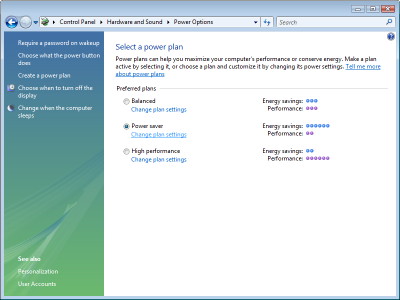 Control Panel ▸ Hardware and Sound ▸ Power Options
Search
Require a password on wakeup
Choose what the power button
does
Create a power plan
Choose when to turn off the
display
Change when the computer
sleeps
See also
Personalization
User Accounts
Select a power plan
Power plans can help you maximize your computer's performance or conserve energy. Make a plan
active by selecting it, or choose a plan and customize it by changing its power settings. Tell me more
about power plans
Preferred plans
Balanced Energy savings:
Change plan settings Performance:
Power saver Energy savings:
Change plan settings Performance:
High performance Energy savings:
Change plan settings Performance: